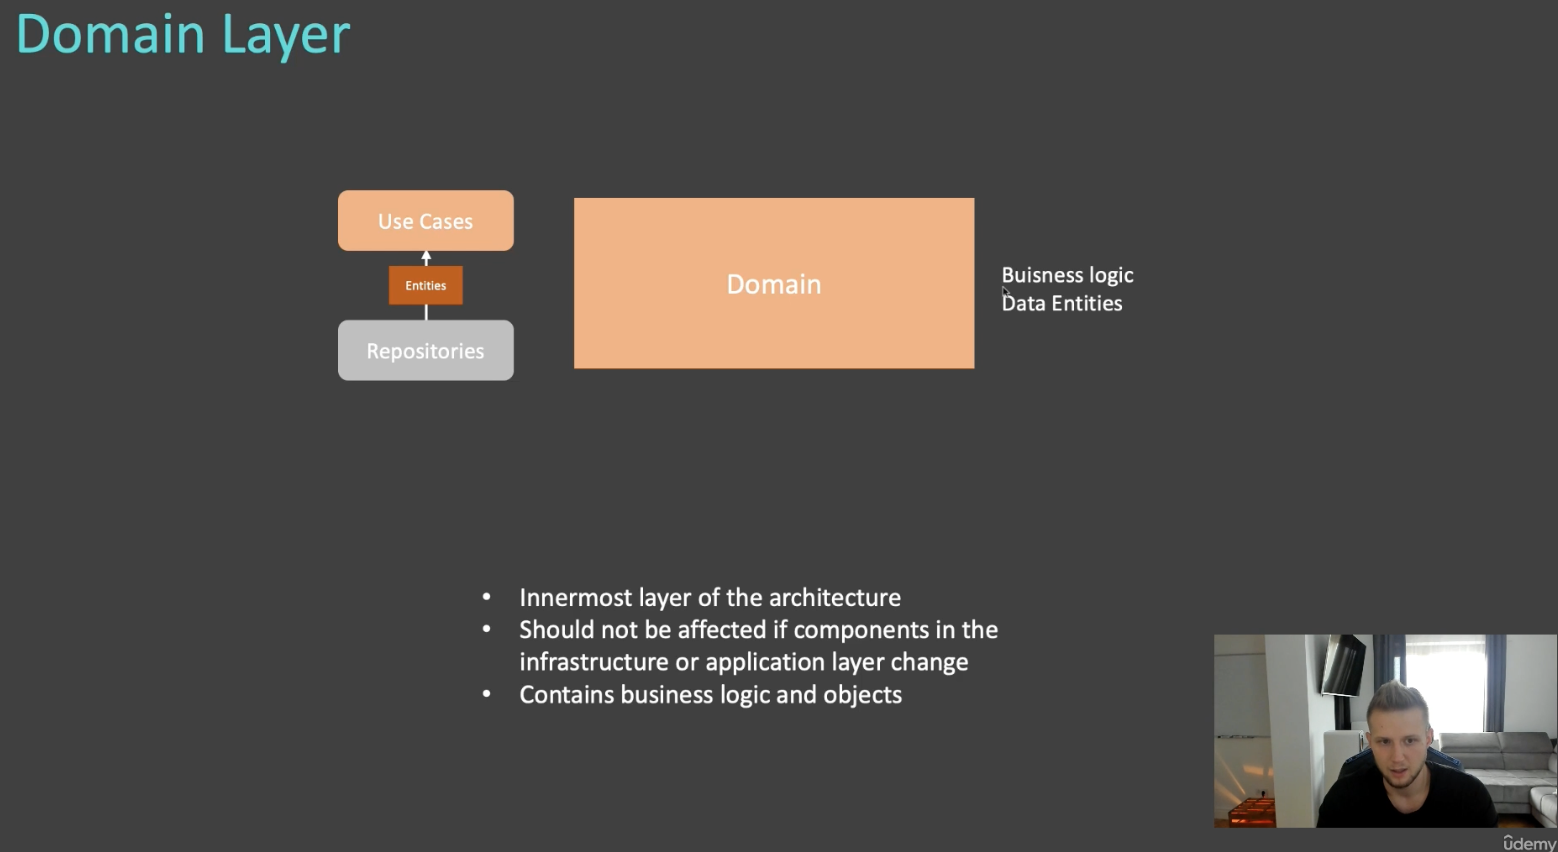 Domain Layer
Use Cases
Entities
Repositories
Domain
Buisness logic
Data Entities
• Innermost layer of the architecture
• Should not be affected if components in the
infrastructure or application layer change
• Contains business logic and objects
ûdemy